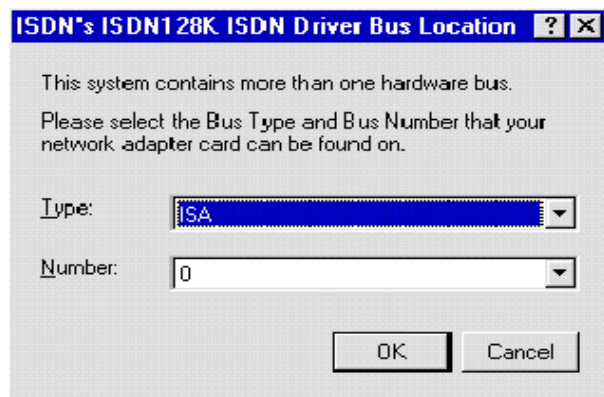 ISDN"s ISDN128K ISDN Driver Bus Location ? X
This system contains more than one hardware bus.
Please select the Bus Type and Bus Number that your
network adapter card can be found on.
Type: ISA
Number: 0
OK Cancel